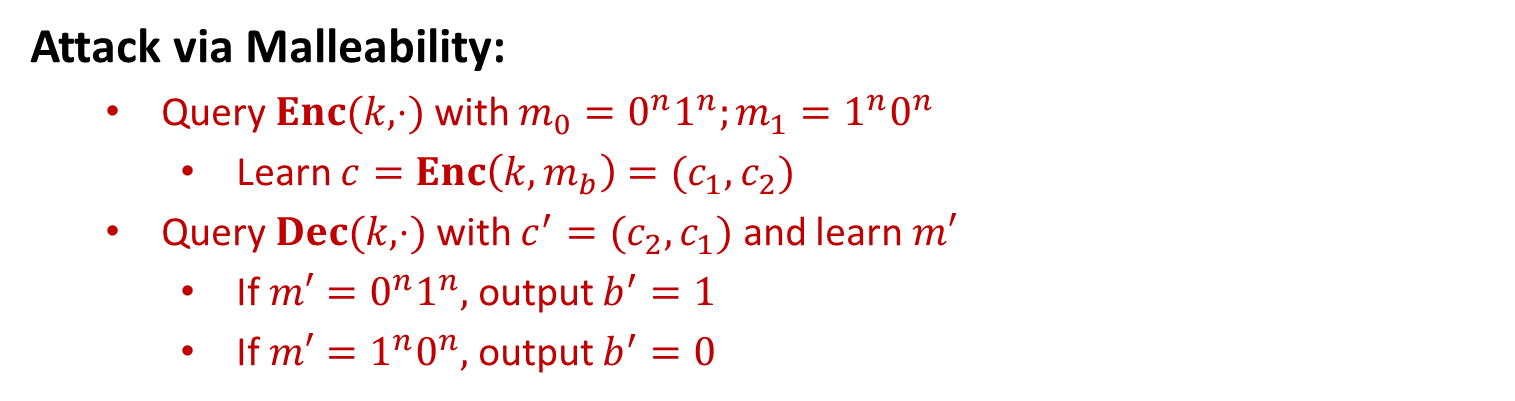 Attack via Malleability:
• Query Enc(k,·) with m₀ = 0ⁿ1ⁿ; m₁ = 1ⁿ0ⁿ
• Learn c = Enc(k, m_b) = (c₁, c₂)
• Query Dec(k,·) with c′ = (c₂, c₁) and learn m′
• If m′ = 0ⁿ1ⁿ, output b′ = 1
• If m′ = 1ⁿ0ⁿ, output b′ = 0